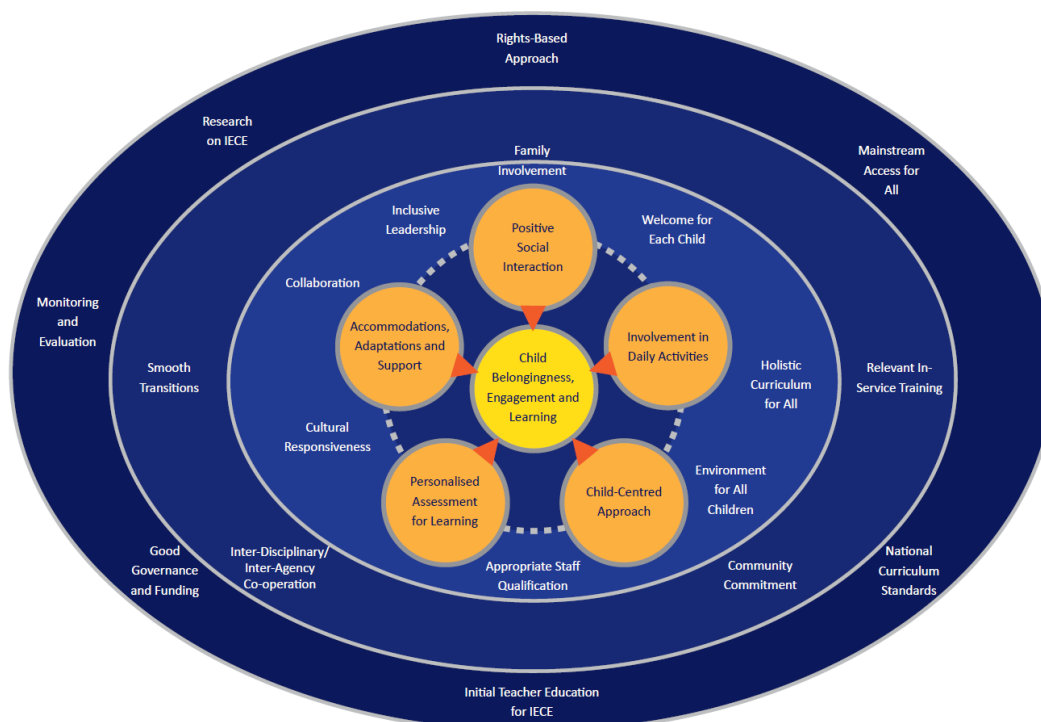 Rights-Based
Approach
Research
on IECE
Mainstream
Access for
All
Monitoring
and
Evaluation
Good
Governance
and Funding
National
Curriculum
Standards
Initial Teacher Education
for IECE
Family
Involvement
Smooth
Transitions
Relevant In-
Service Training
Inter-Disciplinary/
Inter-Agency
Co-operation
Community
Commitment
Inclusive
Leadership
Welcome for
Each Child
Collaboration
Holistic
Curriculum
for All
Cultural
Responsiveness
Environment
for All
Children
Appropriate Staff
Qualification
Positive
Social
Interaction
Accommodations,
Adaptations and
Support
Involvement in
Daily Activities
Personalised
Assessment
for Learning
Child-Centred
Approach
Child
Belongingness,
Engagement and
Learning